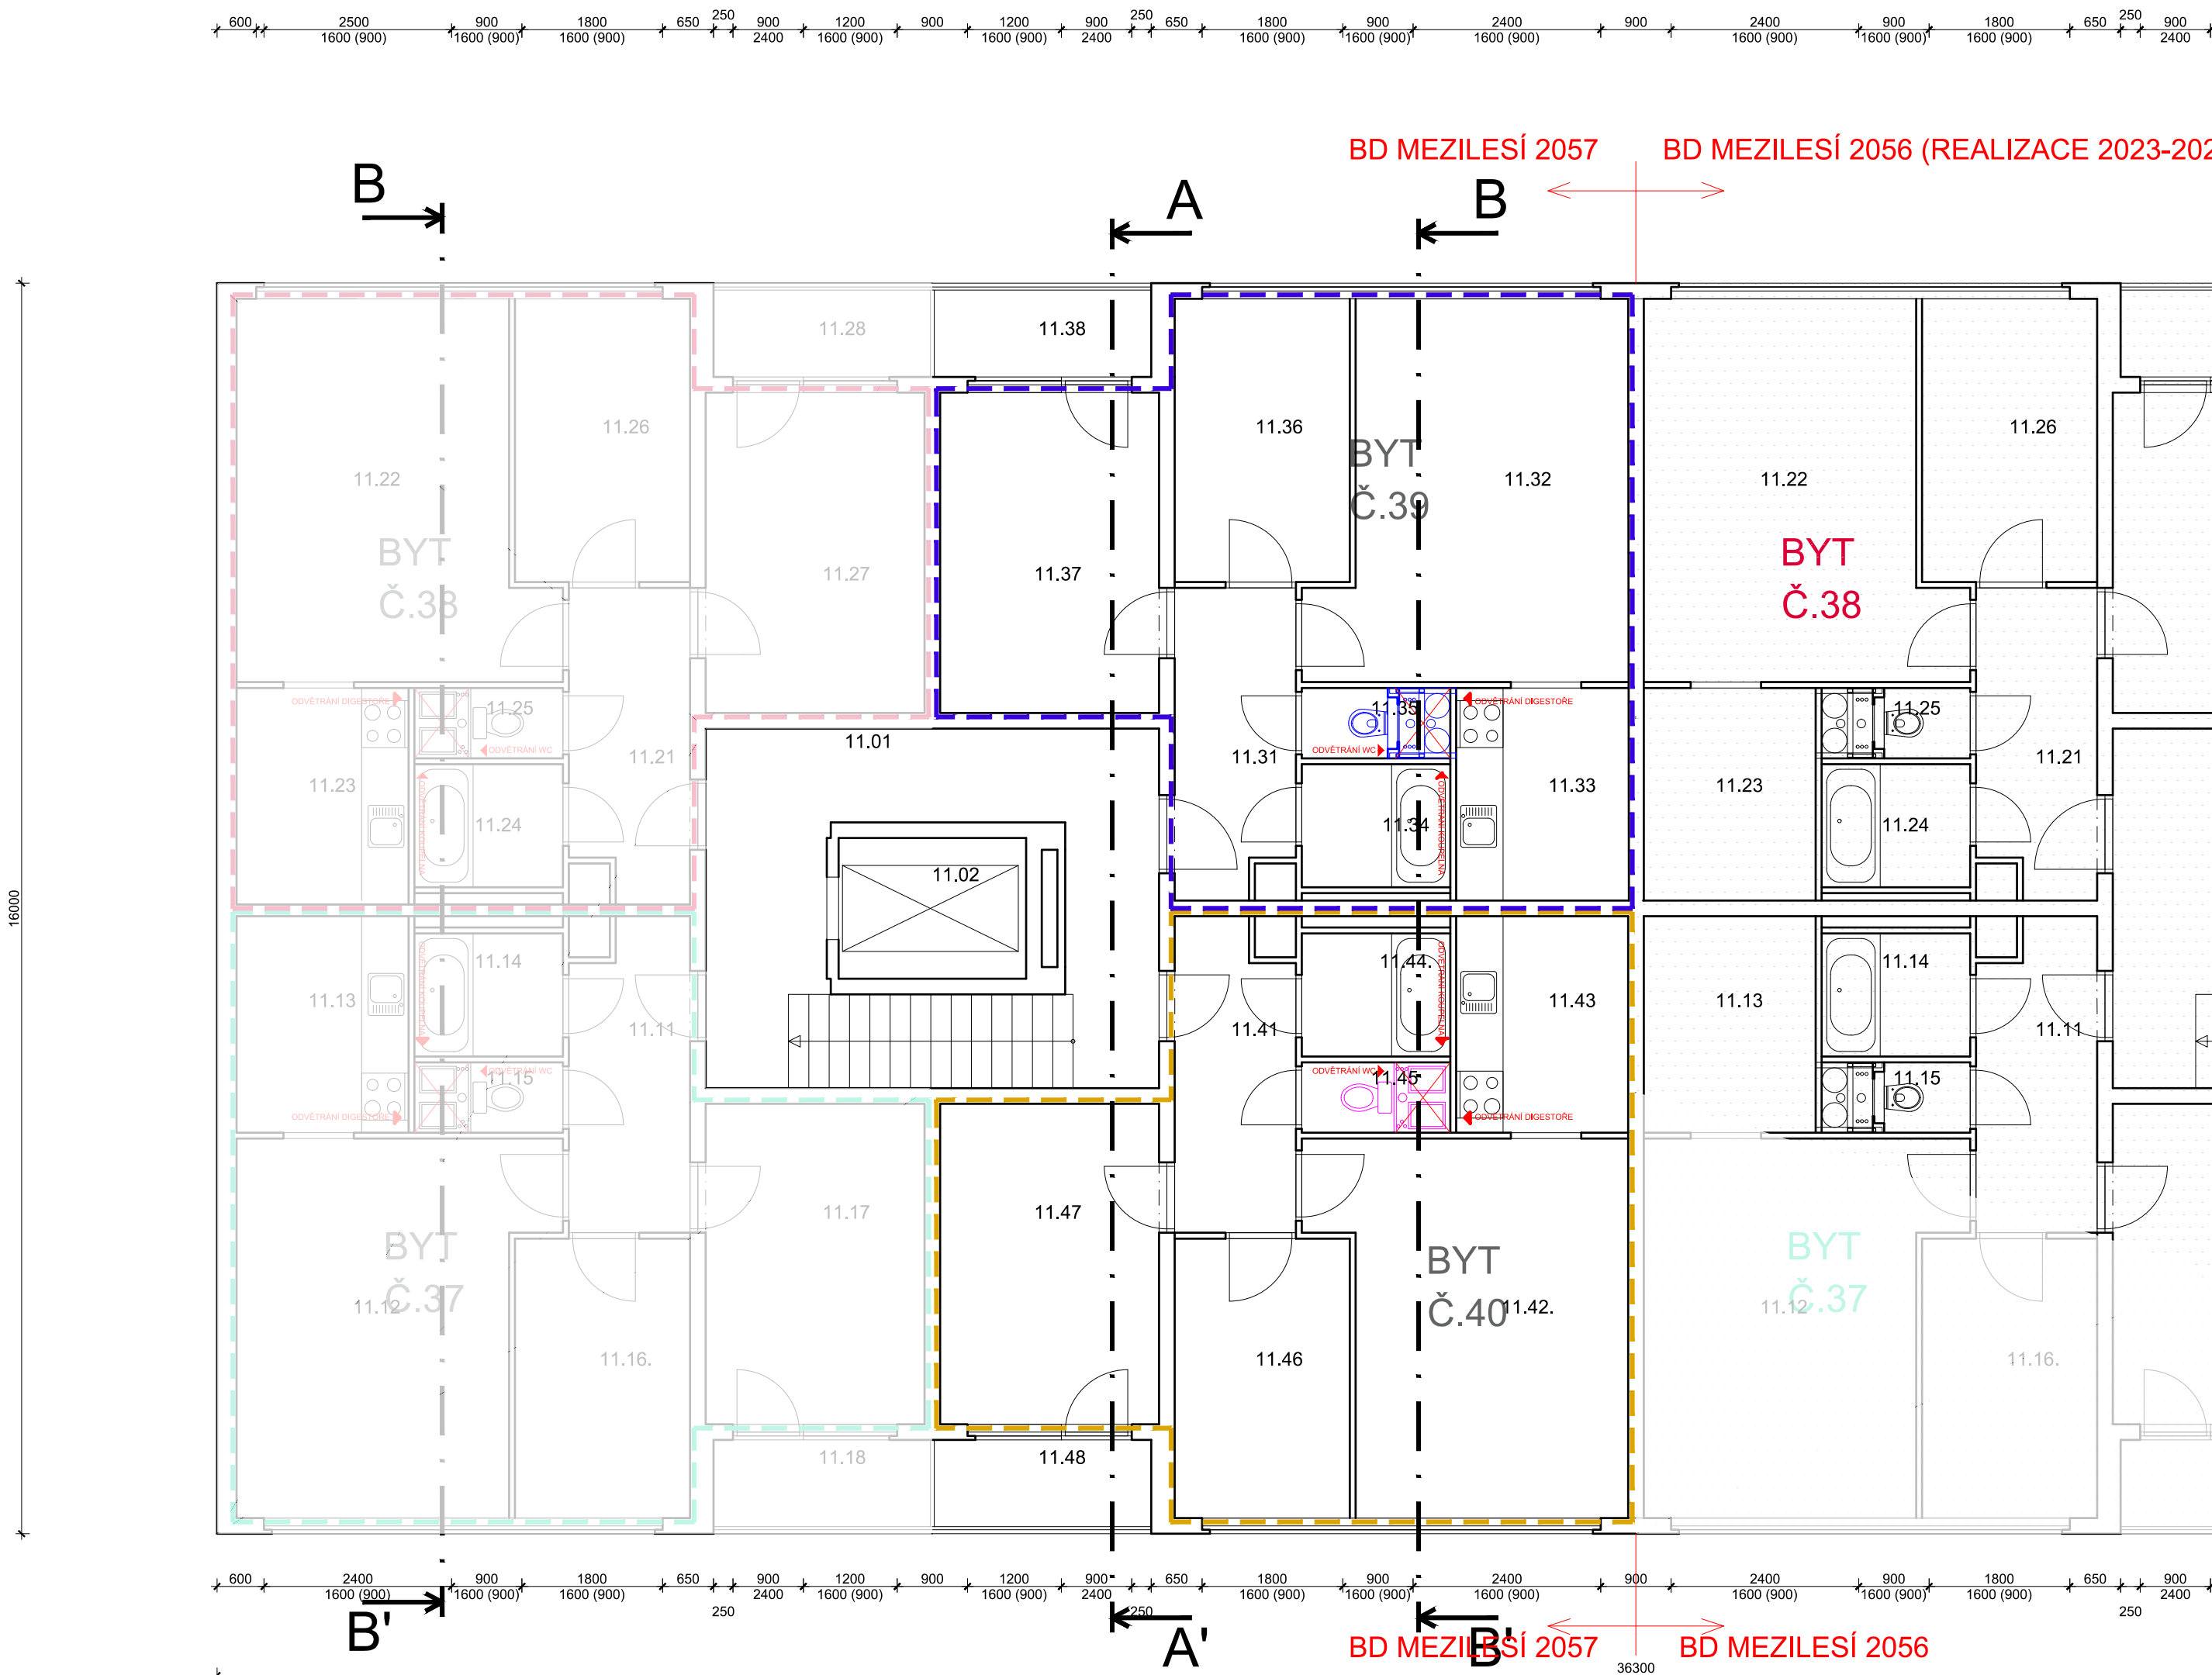 600 2500 900 1800 650 250 900 1200 900 1200 900 250 650 1800 900 2400 900 2400 900 1800 650 250 900
1600 (900) 1600 (900) 1600 (900) 2400 1600 (900) 1600 (900) 2400 1600 (900) 1600 (900) 1600 (900) 1600 (900) 1600 (900) 1600 (900) 2400
BD MEZILESÍ 2057 BD MEZILESÍ 2056 (REALIZACE 2023-202
B A B
11.28 11.38
11.26 11.36 11.26
BYT
Č.39
11.22 11.32 11.22
BYT
Č.38
BYT
Č.38
11.27 11.37
ODVĚTRÁNÍ DIGESTOŘE 11.25 11.35 ODVĚTRÁNÍ DIGESTOŘE 11.25
11.01
ODVĚTRÁNÍ WC ODVĚTRÁNÍ WC
11.21 11.31 11.21
11.23 11.33 11.23
ODVĚTRÁNÍ KOUPELNA ODVĚTRÁNÍ KOUPELNA
11.24 11.34 11.24
11.02
16000
11.14 11.44. 11.14
ODVĚTRÁNÍ KOUPELNA ODVĚTRÁNÍ KOUPELNA
11.13 11.43 11.13
11.11 11.41 11.11
ODVĚTRÁNÍ WC ODVĚTRÁNÍ WC
11.15 11.45 11.15
ODVĚTRÁNÍ DIGESTOŘE ODVĚTRÁNÍ DIGESTOŘE
11.17 11.47
BYT
Č.37
BYT
Č.40
BYT
Č.37
11.12 11.42. 11.12
11.16. 11.46 11.16.
11.18 11.48
600 2400 900 1800 650 900 1200 900 1200 900 650 1800 900 2400 900 2400 900 1800 650 900
1600 (900) 1600 (900) 1600 (900) 2400 1600 (900) 1600 (900) 2400 1600 (900) 1600 (900) 1600 (900) 1600 (900) 1600 (900) 1600 (900) 2400
250 250 250
B' A' B'
BD MEZILESÍ 2057 BD MEZILESÍ 2056
36300